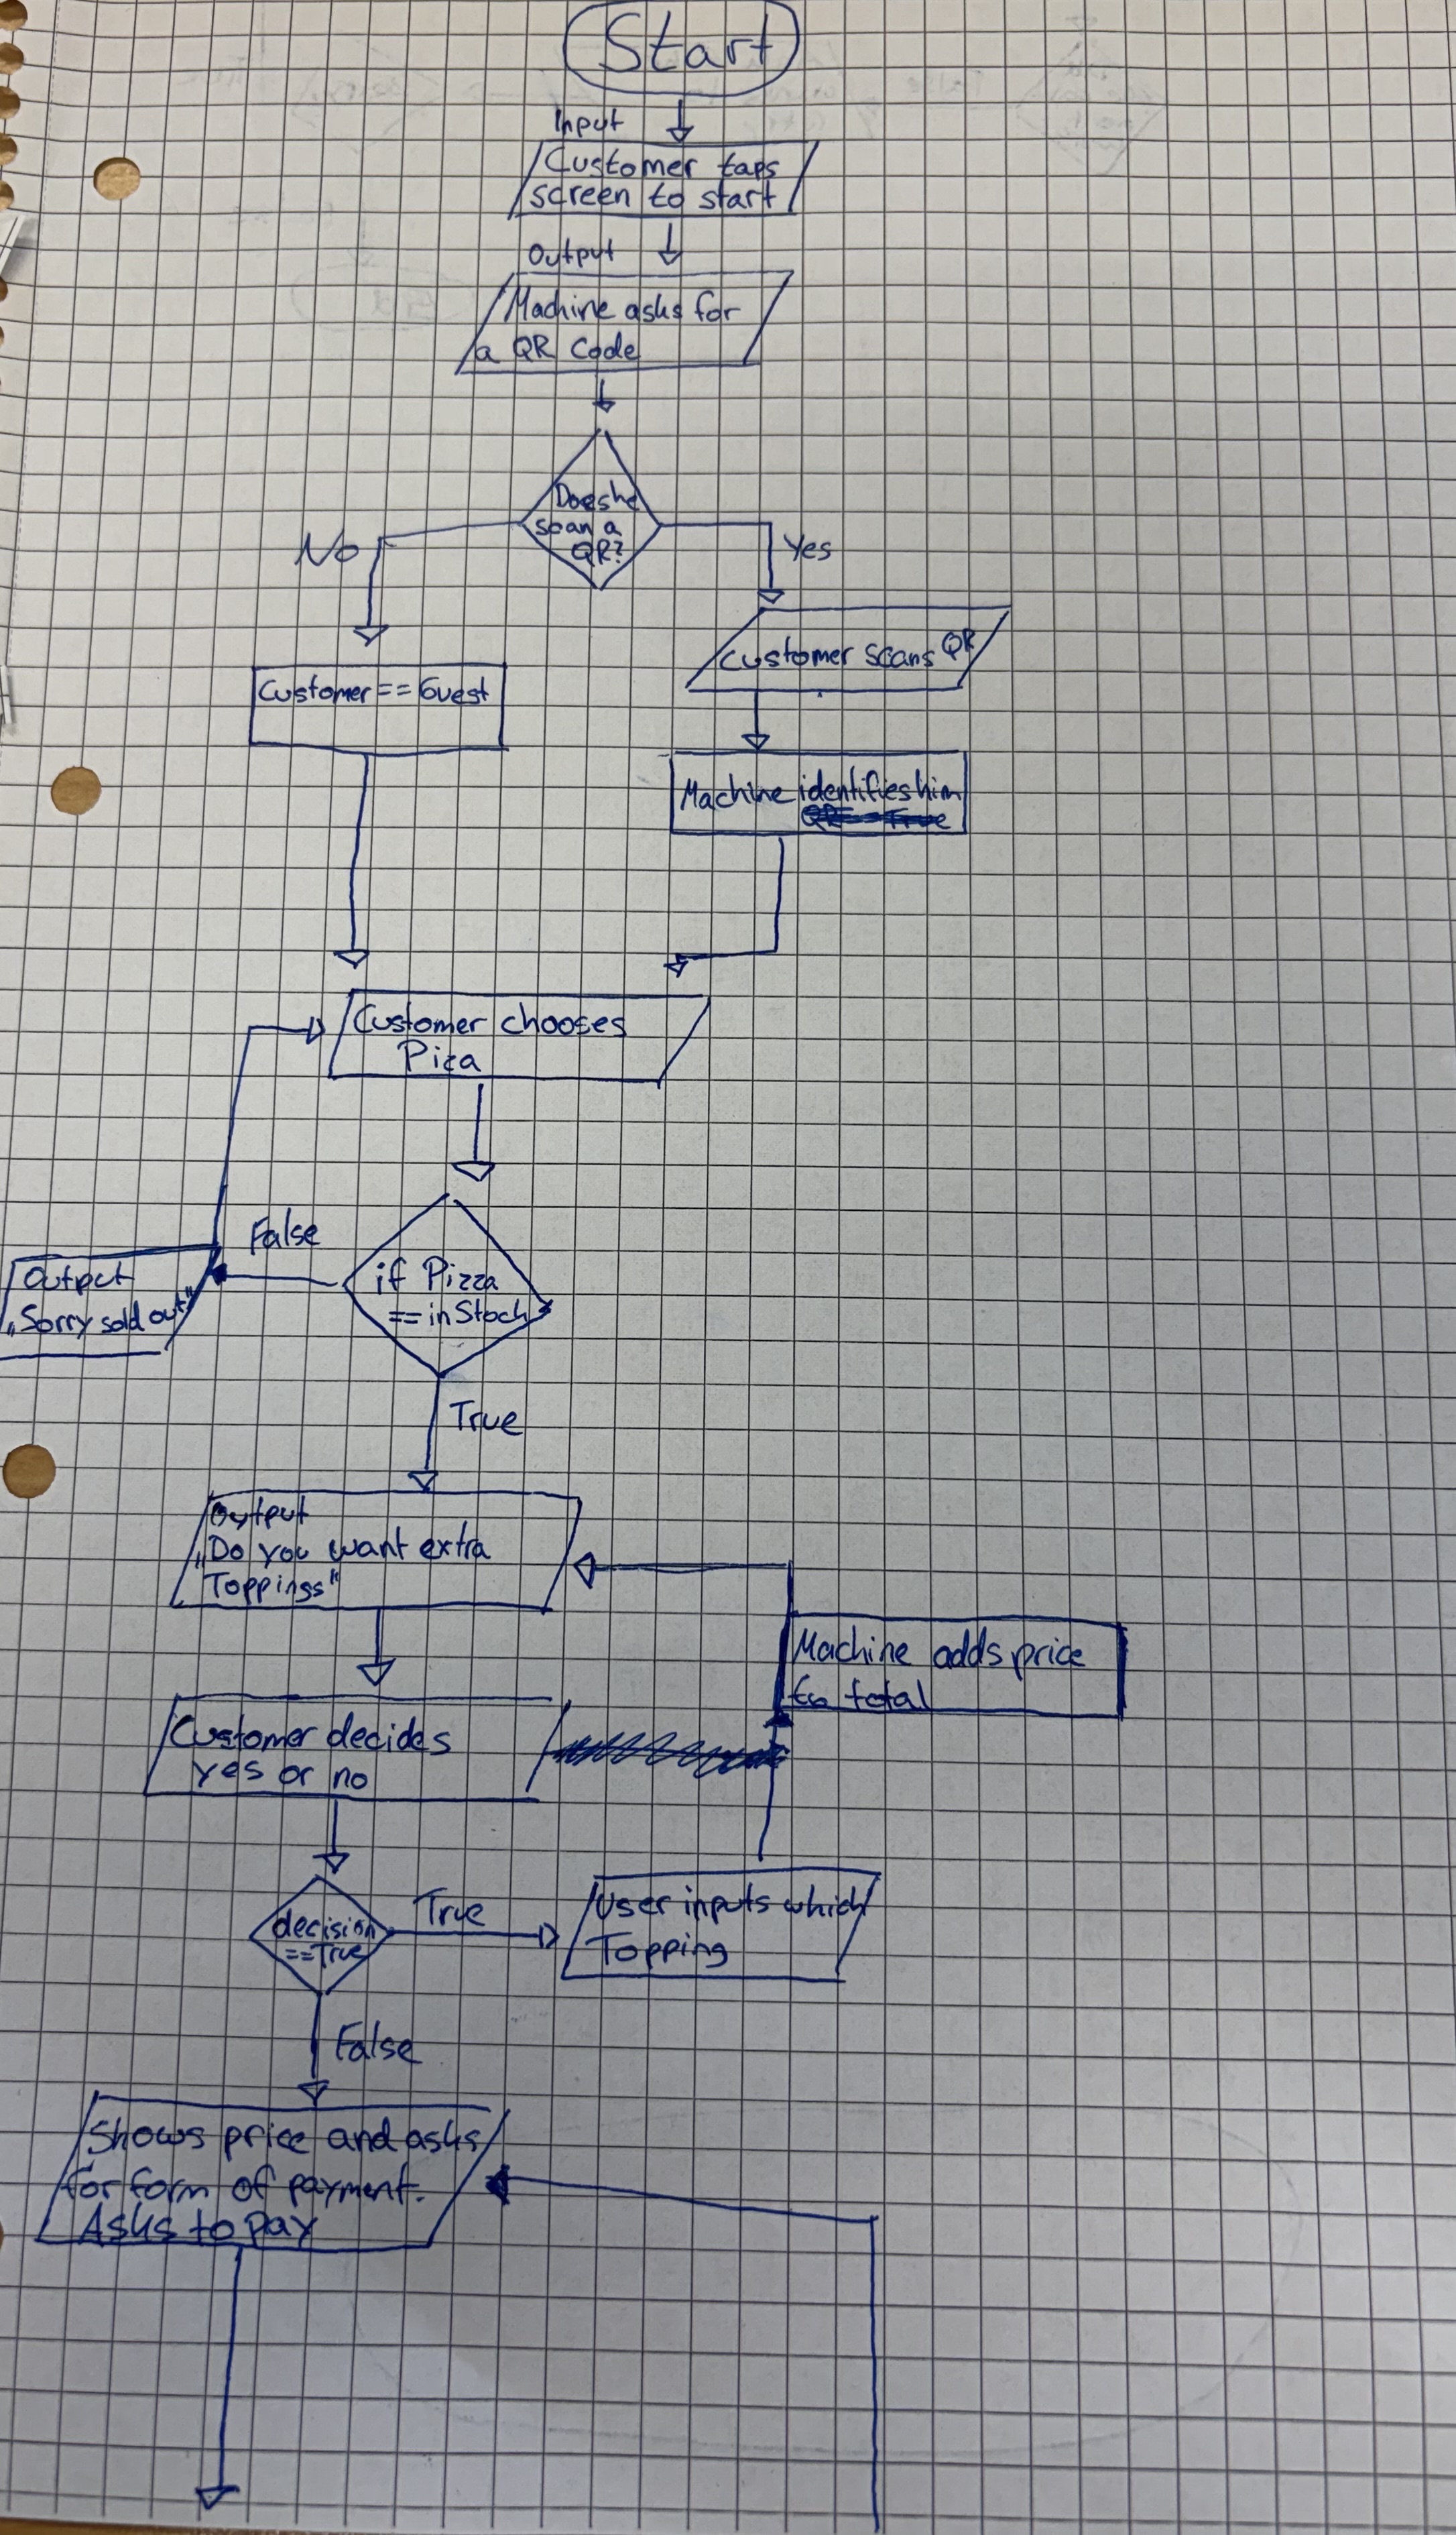 Start
Input
Customer taps
screen to start
Output
Machine asks for
a QR Code
Does he
scan a
QR?
No
Yes
Customer scans QR
Customer == Guest
Machine identifies him
Customer chooses
Piza
False
if Pizza
== in Stock
Output
„Sorry sold out"
True
Output
„Do you want extra
Toppings"
Machine adds price
to total
Customer decides
yes or no
decision
==True
True
User inputs which
Topping
False
Shows price and asks
for form of payment.
Asks to pay